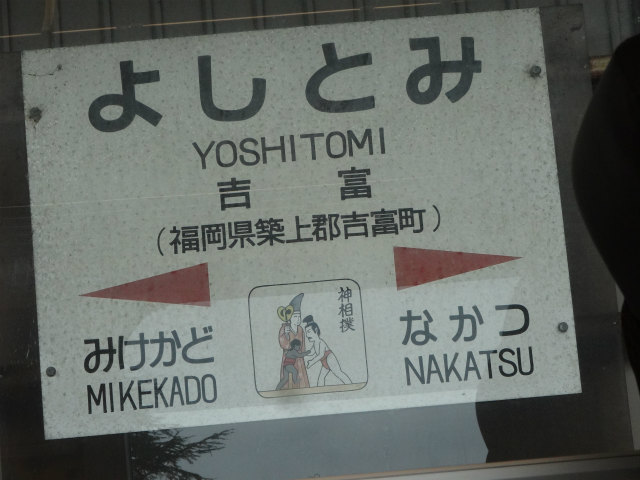 よしとみ
YOSHITOMI
吉富
(福岡県築上郡吉富町)
神相撲
みけかど
MIKEKADO
なかつ
NAKATSU